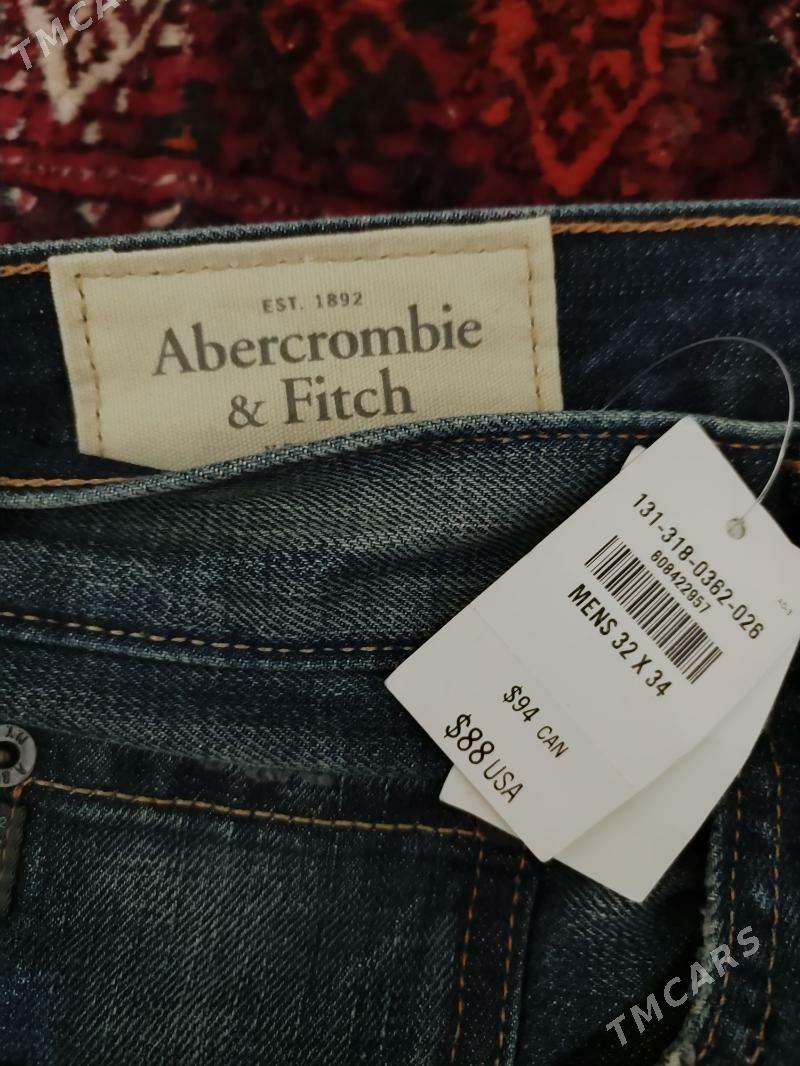 TMCARS
EST. 1892
Abercrombie
& Fitch
131-318-0362-026
608422957
MENS 32 X 34
$94 CAN
$88 USA
TMCARS